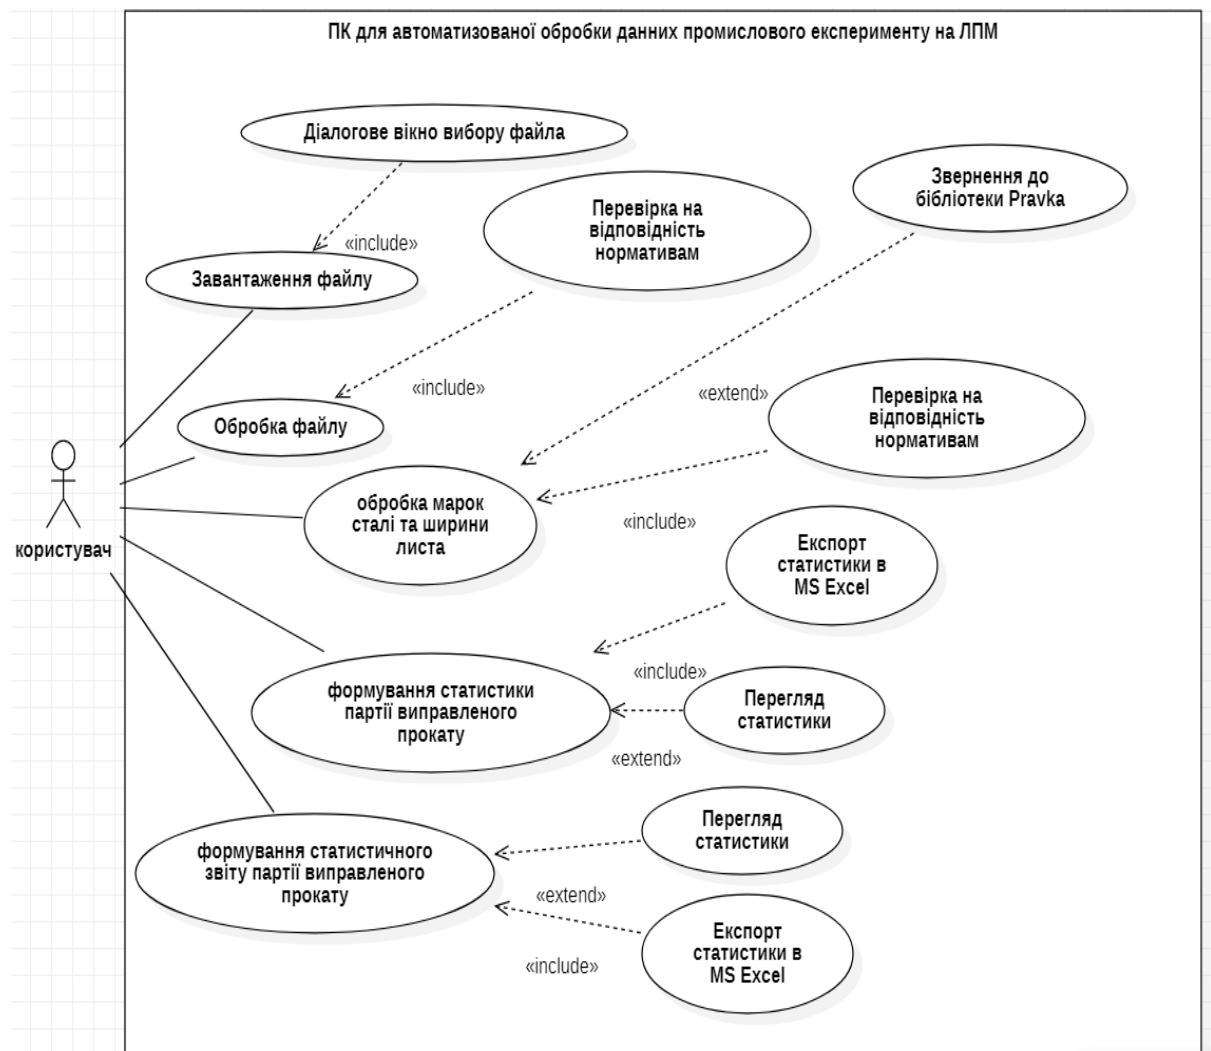 ПК для автоматизованої обробки данних промислового експерименту на ЛПМ
Діалогове вікно вибору файла
Звернення до
бібліотеки Pravka
Перевірка на
відповідність
нормативам
«include»
Завантаження файлу
«include»
«extend»
Перевірка на
відповідність
нормативам
Обробка файлу
обробка марок
сталі та ширини
листа
«include»
користувач
Експорт
статистики в
MS Excel
«include»
формування статистики
партії виправленого
прокату
Перегляд
статистики
«extend»
Перегляд
статистики
формування статистичного
звіту партії виправленого
прокату
«extend»
Експорт
статистики в
MS Excel
«include»